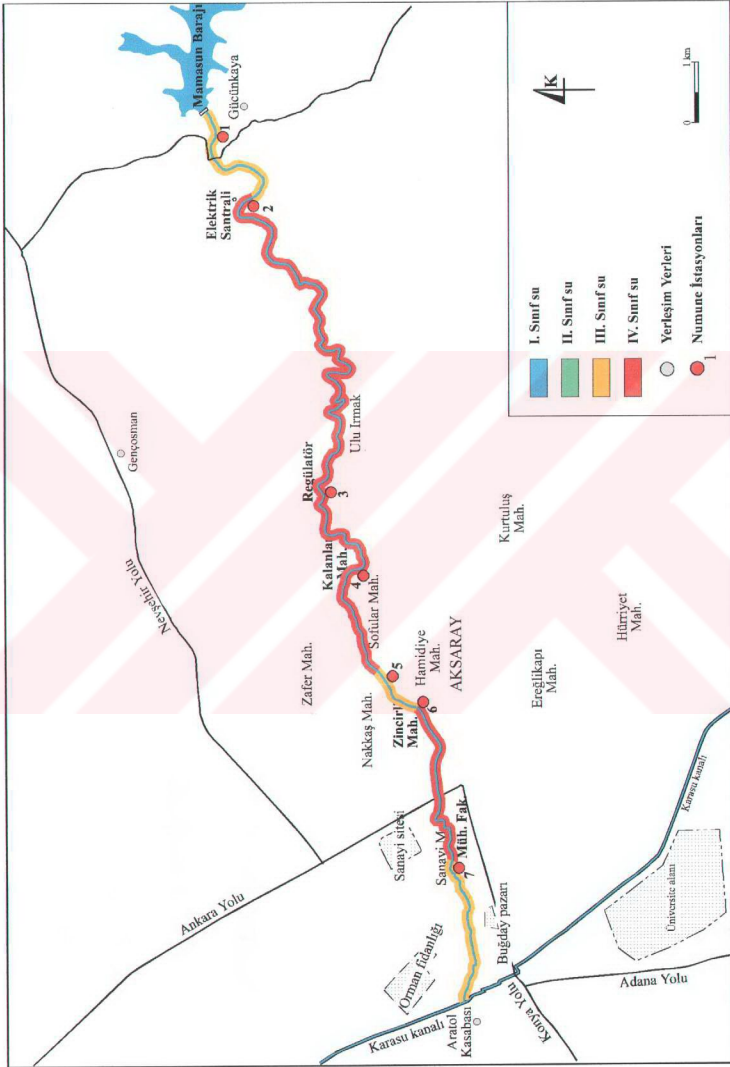 Mamasun Barajı
Gücünkaya
1
Elektrik
Santrali
2
Gençosman
Nevşehir Yolu
Ulu Irmak
Regülatör
3
Mah.
4
Sofular Mah.
Zafer Mah.
5
Hamidiye
Mah.
AKSARAY
6
Nakkaş Mah.
Mah.
Kurtuluş
Mah.
Hürriyet
Mah.
Ereğlikapı
Mah.
Ankara Yolu
Sanayi sitesi
Sanayi M
Müh. Fak.
7
Orman fidanlığı
Buğday pazarı
Karasu kanalı
Üniversite alanı
Adana Yolu
Konya Yolu
Aratol
Kasabası
Karasu kanalı
K
0 1 km
I. Sınıf su
II. Sınıf su
III. Sınıf su
IV. Sınıf su
Yerleşim Yerleri
1 Numune İstasyonları